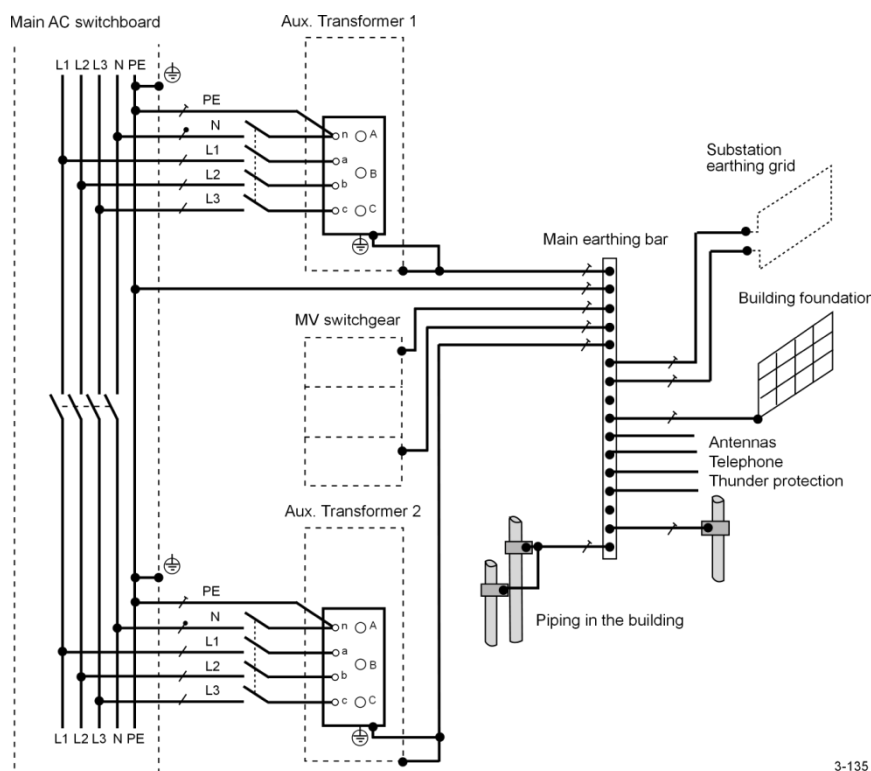 Main AC switchboard
Aux. Transformer 1
L1 L2 L3 N PE
PE
N
L1
L2
L3
n A
a
B
b
c C
Substation
earthing grid
Main earthing bar
Building foundation
MV switchgear
Antennas
Telephone
Thunder protection
Aux. Transformer 2
PE
N
L1
L2
L3
n A
a
B
b
c C
Piping in the building
L1 L2 L3 N PE
3-135